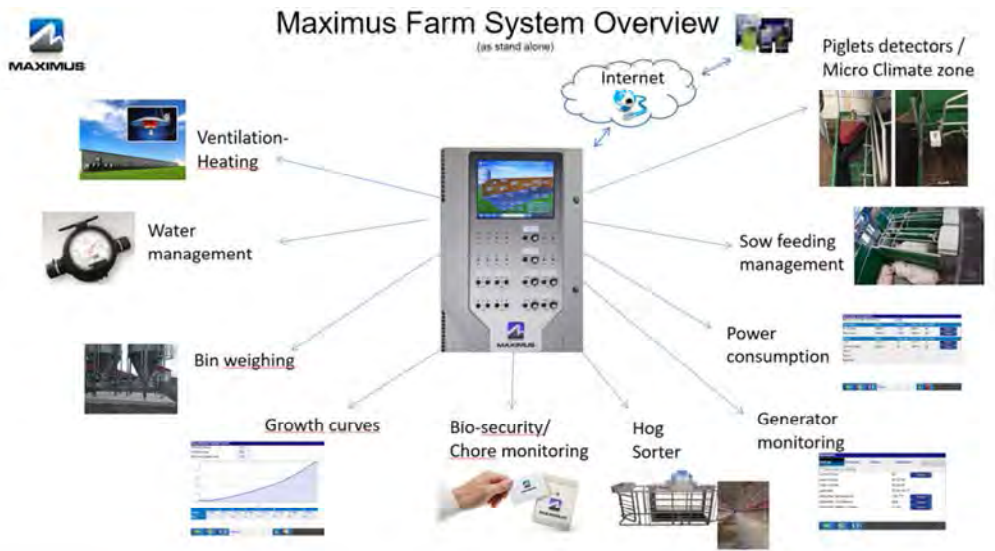 Maximus Farm System Overview
(as stand alone)
MAXIMUS
Internet
Piglets detectors /
Micro Climate zone
Ventilation-
Heating
Water
management
Sow feeding
management
Bin weighing
Power
consumption
Growth curves
Bio-security/
Chore monitoring
Hog
Sorter
Generator
monitoring
MAXIMUS
MAXIMUS